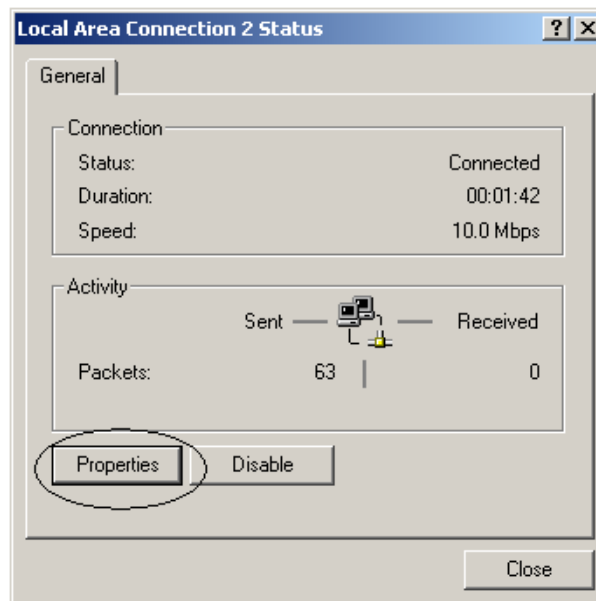 Local Area Connection 2 Status
General
Connection
Status: Connected
Duration: 00:01:42
Speed: 10.0 Mbps
Activity
Sent Received
Packets: 63 0
Properties Disable
Close